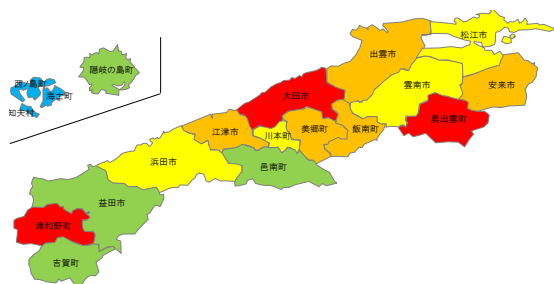 松江市
出雲市
隠岐の島町
西ノ島町
海士町
知夫村
安来市
雲南市
大田市
奥出雲町
江津市
川本町
美郷町
飯南町
浜田市
邑南町
益田市
津和野町
吉賀町